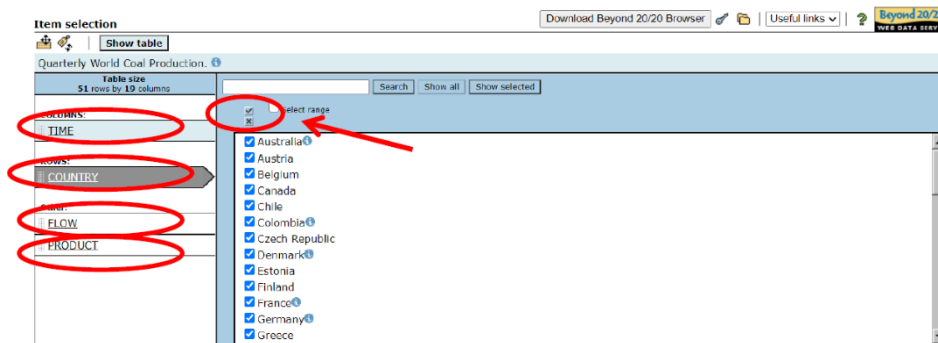 Item selection
Download Beyond 20/20 Browser
Useful links
?
Beyond 20/2
WEB DATA SERV
Show table
Quarterly World Coal Production.
Table size
51 rows by 19 columns
Search
Show all
Show selected
Select range
COLUMNS:
TIME
ROWS:
COUNTRY
FLOW
PRODUCT
Australia
Austria
Belgium
Canada
Chile
Colombia
Czech Republic
Denmark
Estonia
Finland
France
Germany
Greece